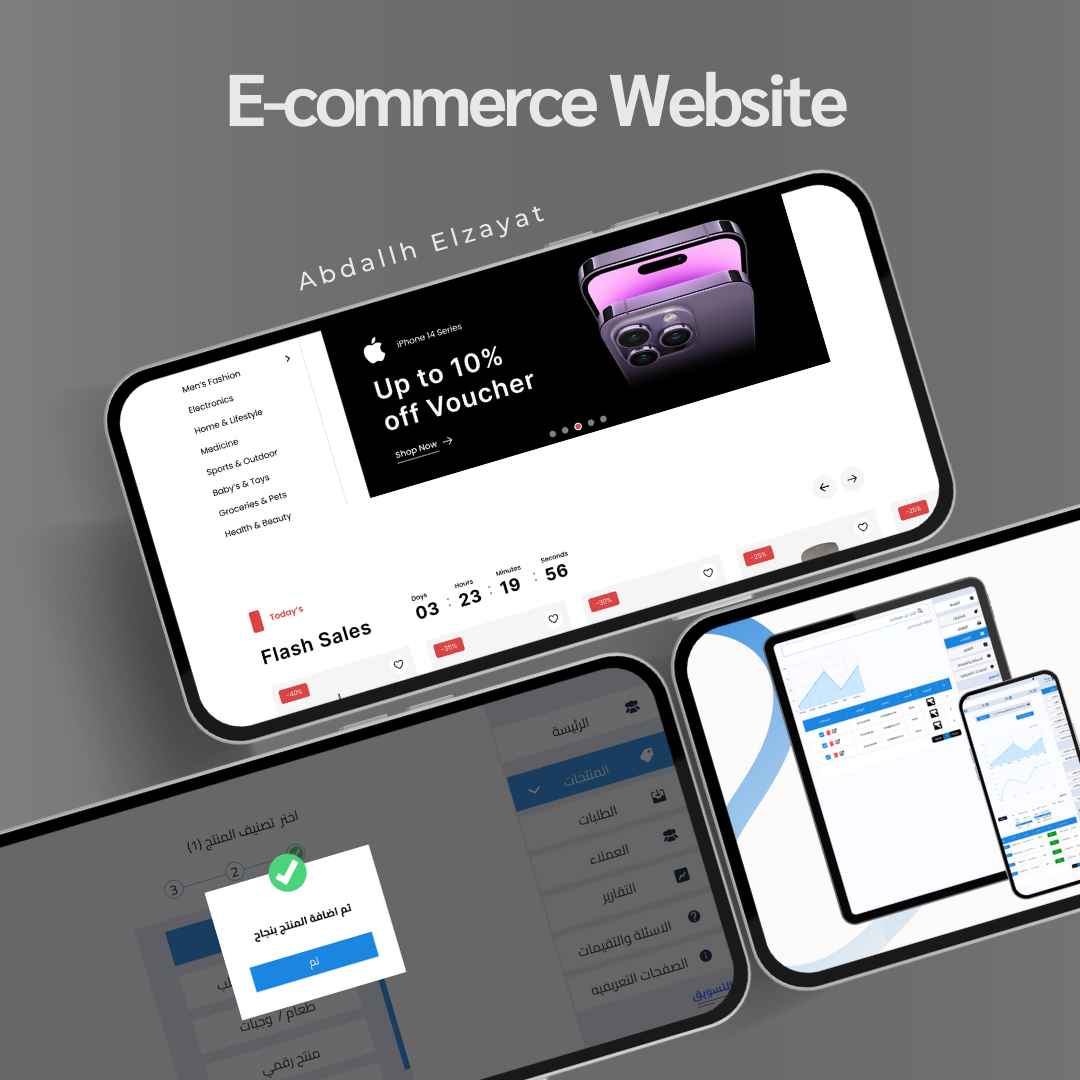 E-commerce Website
Abdallh Elzayat
Men's Fashion
Electronics
Home & Lifestyle
Medicine
Sports & Outdoor
Baby's & Toys
Groceries & Pets
Health & Beauty
iPhone 14 Series
Up to 10%
off Voucher
Shop Now
Today's
Flash Sales
Days
Hours
Minutes
Seconds
03 : 23 : 19 : 56
-40%
-35%
-30%
-25%
-25%
الرئيسة
المنتجات
الطلبات
العملاء
التقارير
الاسئلة والتقيمات
الصفحات التعريفيه
التسويق
اختر تصنيف المنتج (1)
3
2
تم اضافة المنتج بنجاح
تم
طعام / وجبات
منتج رقمي